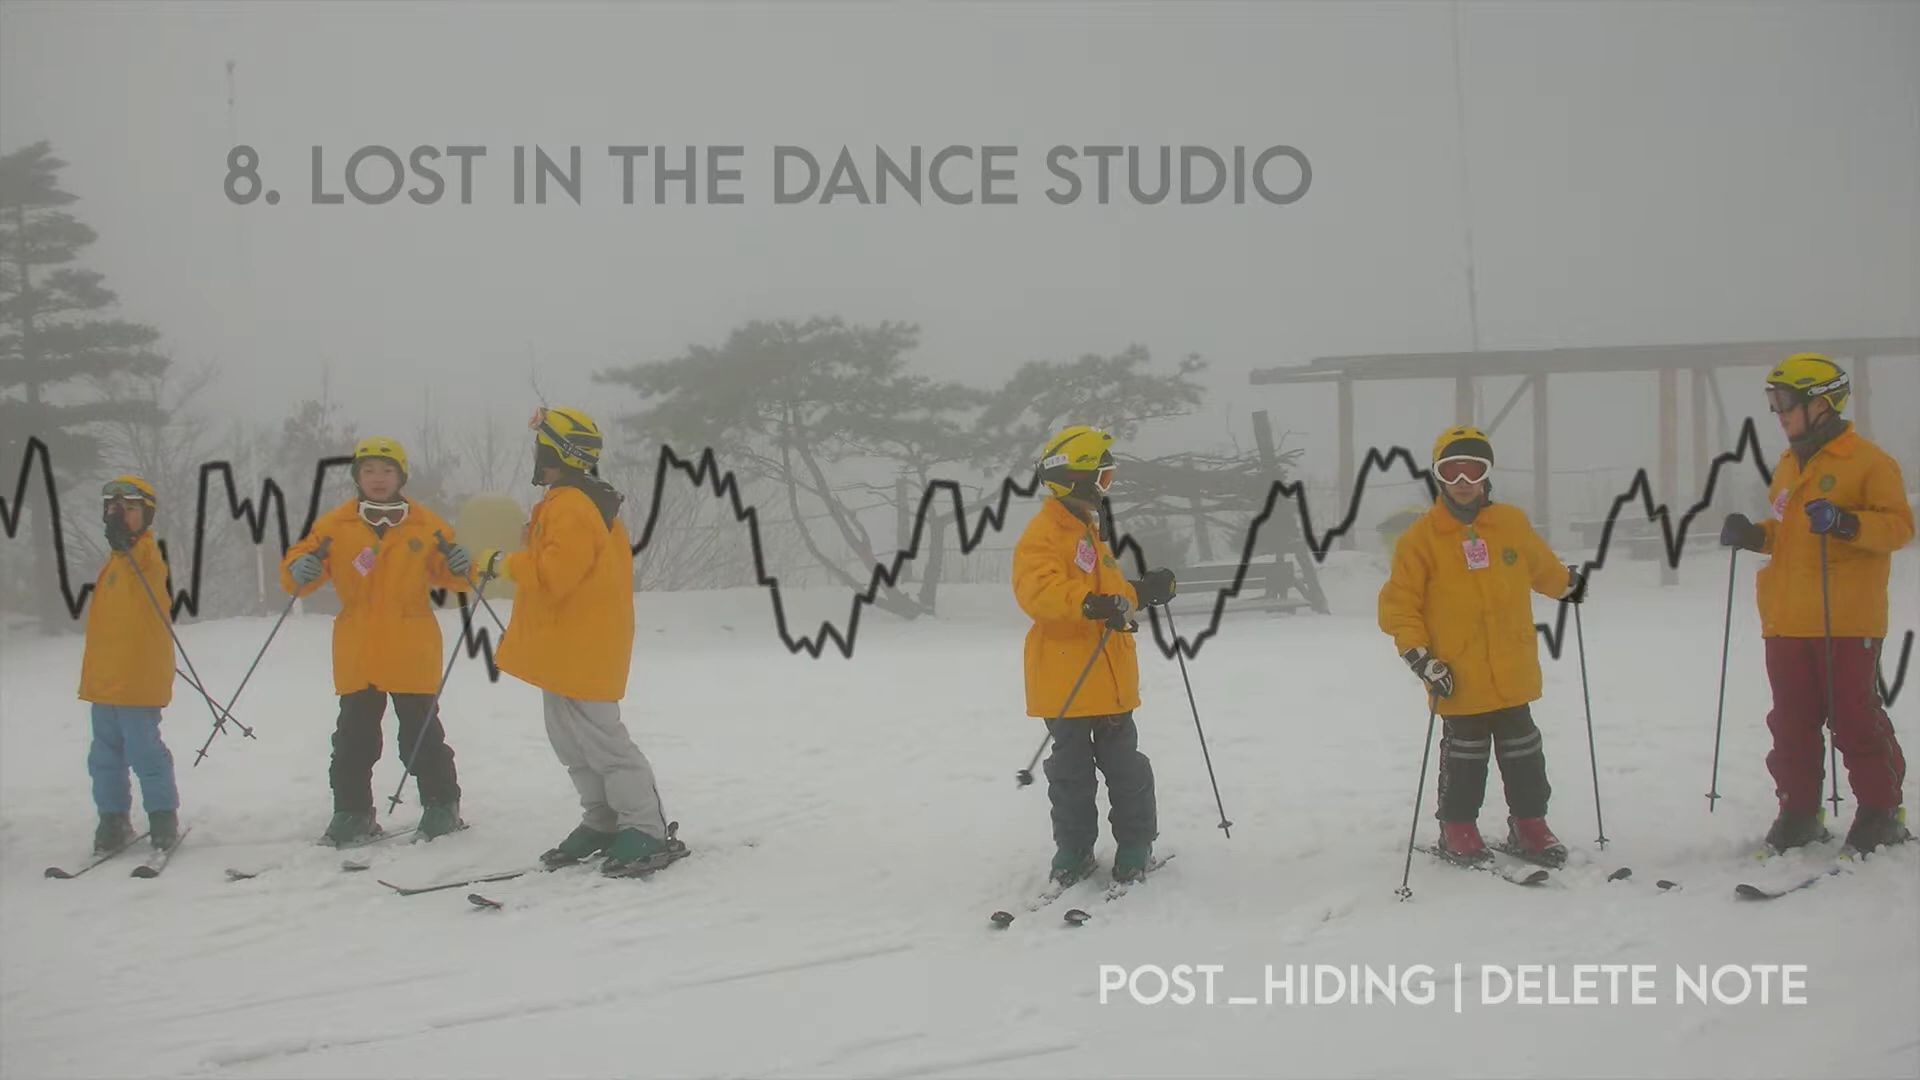 8. LOST IN THE DANCE STUDIO
POST_HIDING | DELETE NOTE